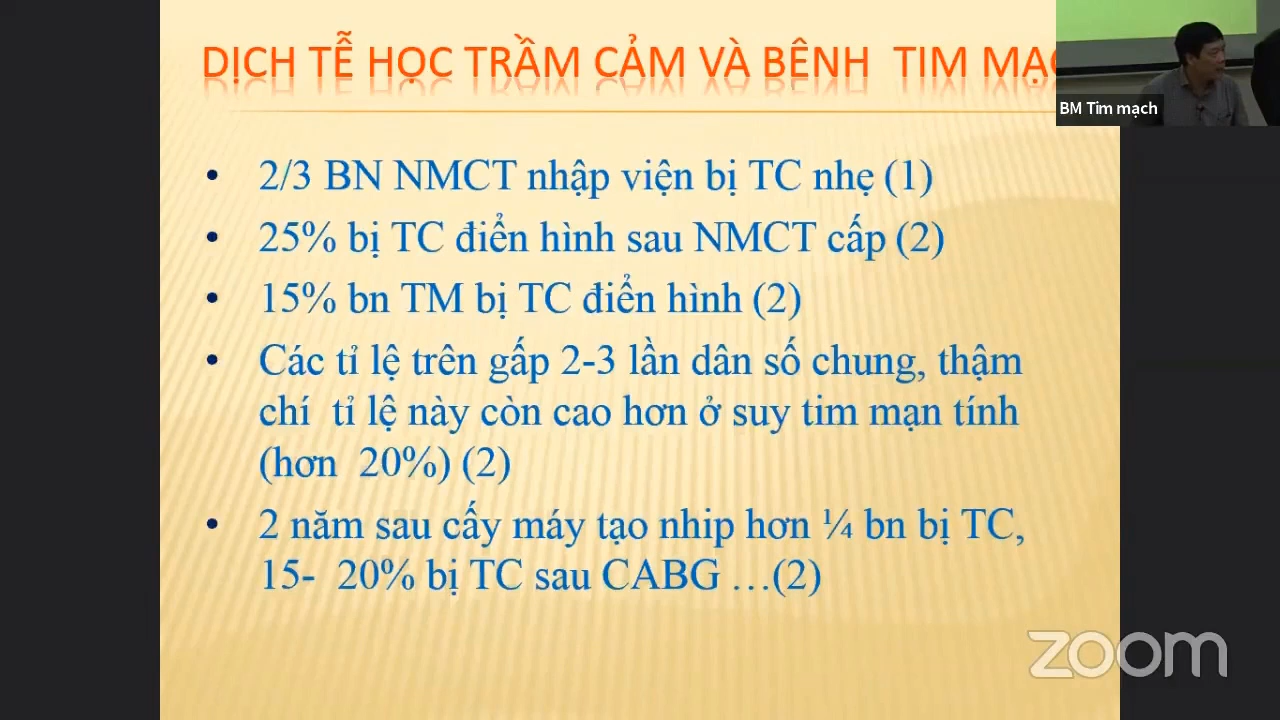 DỊCH TỄ HỌC TRẦM CẢM VÀ BỆNH TIM
BM Tim mạch
• 2/3 BN NMCT nhập viện bị TC nhẹ (1)
• 25% bị TC điển hình sau NMCT cấp (2)
• 15% bn TM bị TC điển hình (2)
• Các tỉ lệ trên gấp 2-3 lần dân số chung, thậm
chí tỉ lệ này còn cao hơn ở suy tim mạn tính
(hơn 20%) (2)
• 2 năm sau cấy máy tạo nhip hơn ¼ bn bị TC,
15- 20% bị TC sau CABG …(2)
zoom